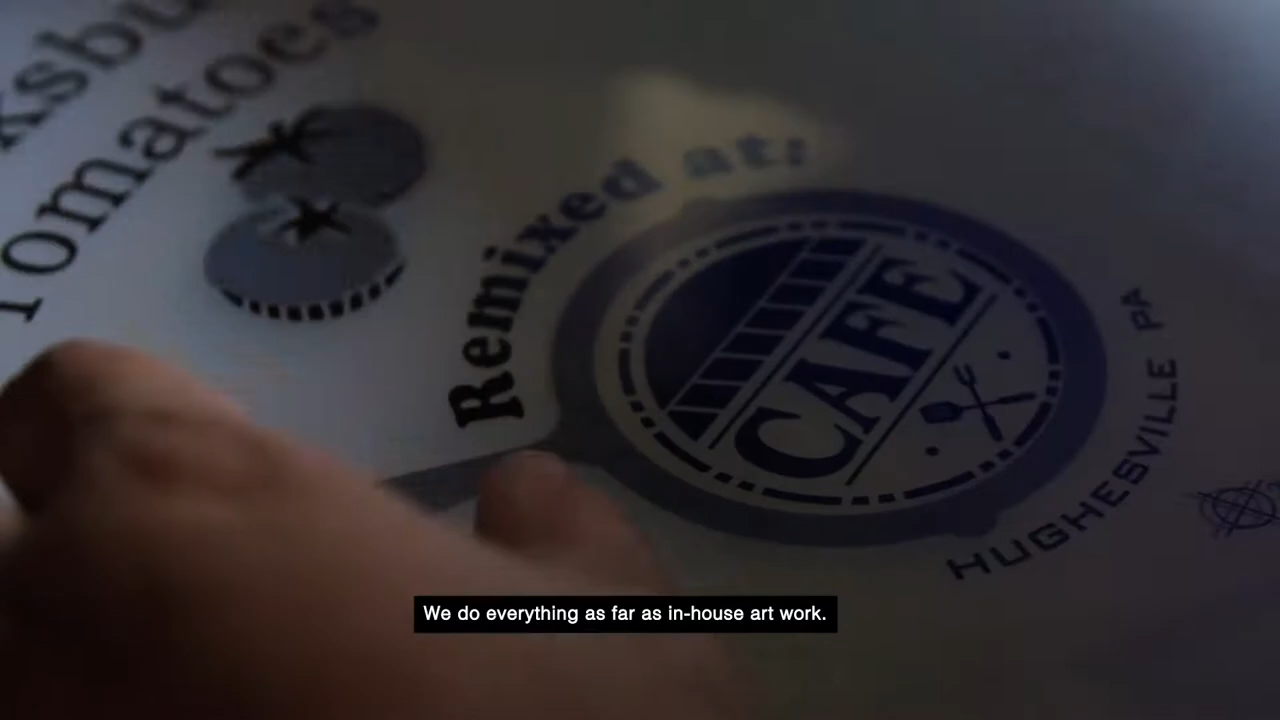 Tomatoes
Remixed at:
CAFE
HUGHESVILLE PA
We do everything as far as in-house art work.